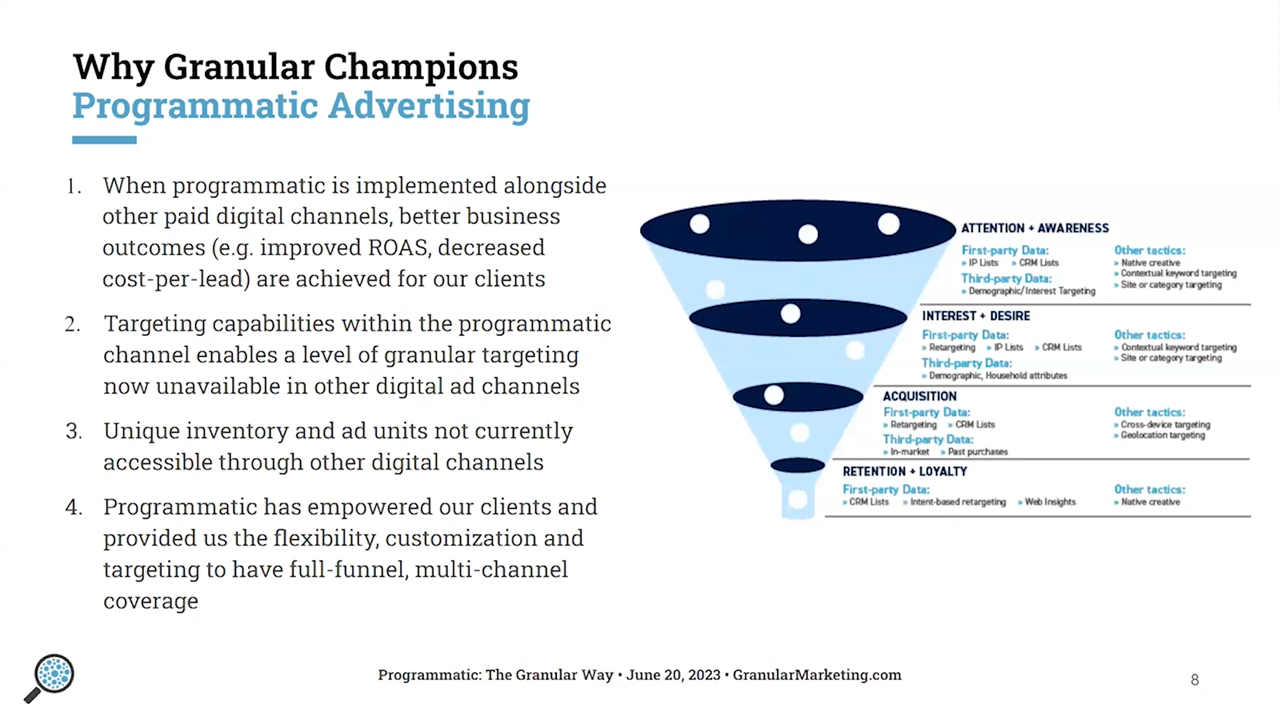 Why Granular Champions
Programmatic Advertising
1. When programmatic is implemented alongside
other paid digital channels, better business
outcomes (e.g. improved ROAS, decreased
cost-per-lead) are achieved for our clients
2. Targeting capabilities within the programmatic
channel enables a level of granular targeting
now unavailable in other digital ad channels
3. Unique inventory and ad units not currently
accessible through other digital channels
4. Programmatic has empowered our clients and
provided us the flexibility, customization and
targeting to have full-funnel, multi-channel
coverage
ATTENTION + AWARENESS
First-party Data:
» IP Lists » CRM Lists
Third-party Data:
» Demographic/Interest Targeting
Other tactics:
» Native creative
» Contextual keyword targeting
» Site or category targeting
INTEREST + DESIRE
First-party Data:
» Retargeting » IP Lists » CRM Lists
Third-party Data:
» Demographic, Household attributes
Other tactics:
» Contextual keyword targeting
» Site or category targeting
ACQUISITION
First-party Data:
» Retargeting » CRM Lists
Third-party Data:
» In-market » Past purchases
Other tactics:
» Cross-device targeting
» Geolocation targeting
RETENTION + LOYALTY
First-party Data:
» CRM Lists » Intent-based retargeting » Web Insights
Other tactics:
» Native creative
Programmatic: The Granular Way • June 20, 2023 • GranularMarketing.com
8